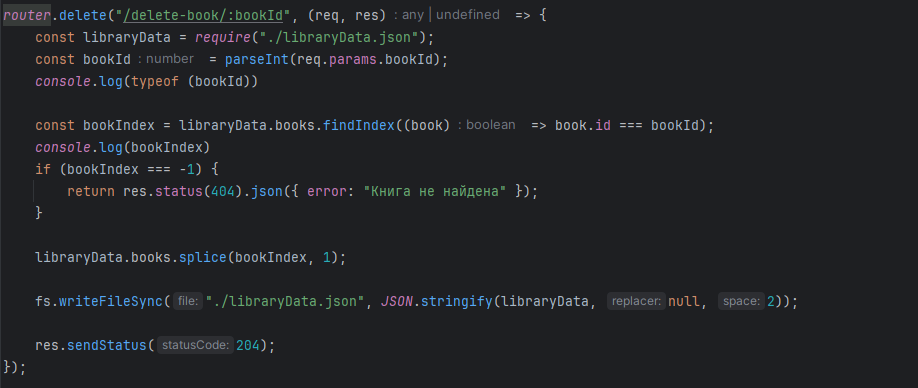 router.delete("/delete-book/:bookId", (req, res) : any | undefined => {
    const libraryData = require("./libraryData.json");
    const bookId : number = parseInt(req.params.bookId);
    console.log(typeof (bookId))

    const bookIndex = libraryData.books.findIndex((book) : boolean => book.id === bookId);
    console.log(bookIndex)
    if (bookIndex === -1) {
        return res.status(404).json({ error: "Книга не найдена" });
    }

    libraryData.books.splice(bookIndex, 1);

    fs.writeFileSync( file: "./libraryData.json", JSON.stringify(libraryData, replacer: null, space: 2));

    res.sendStatus( statusCode: 204);
});